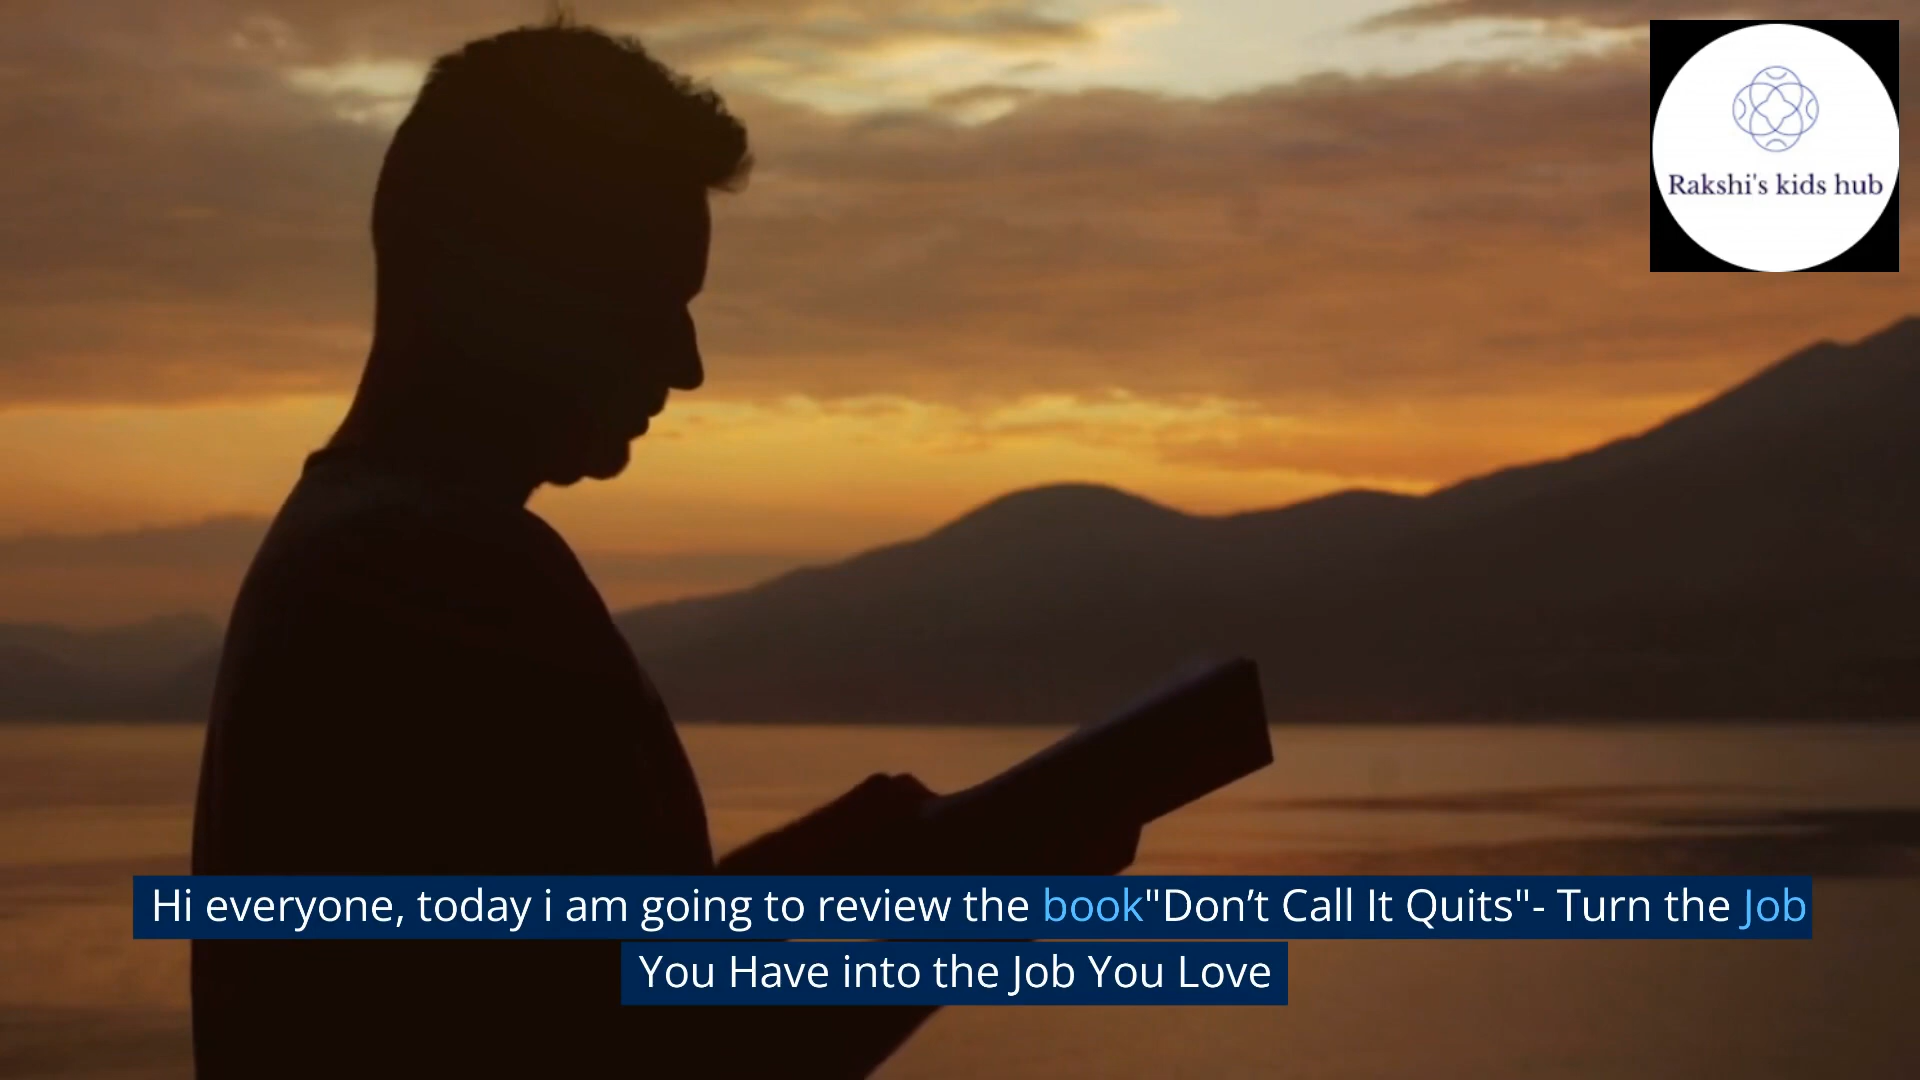 Rakshi's kids hub
Hi everyone, today i am going to review the book"Don’t Call It Quits"- Turn the Job
You Have into the Job You Love